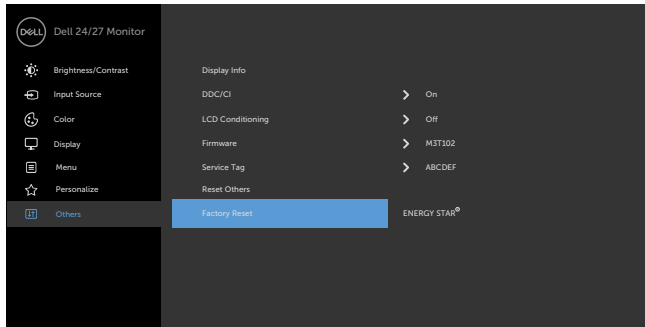 DELL Dell 24/27 Monitor
Brightness/Contrast Display Info
Input Source DDC/CI > On
Color LCD Conditioning > Off
Display Firmware > M3T102
Menu Service Tag > ABCDEF
Personalize Reset Others
Others Factory Reset ENERGY STAR®